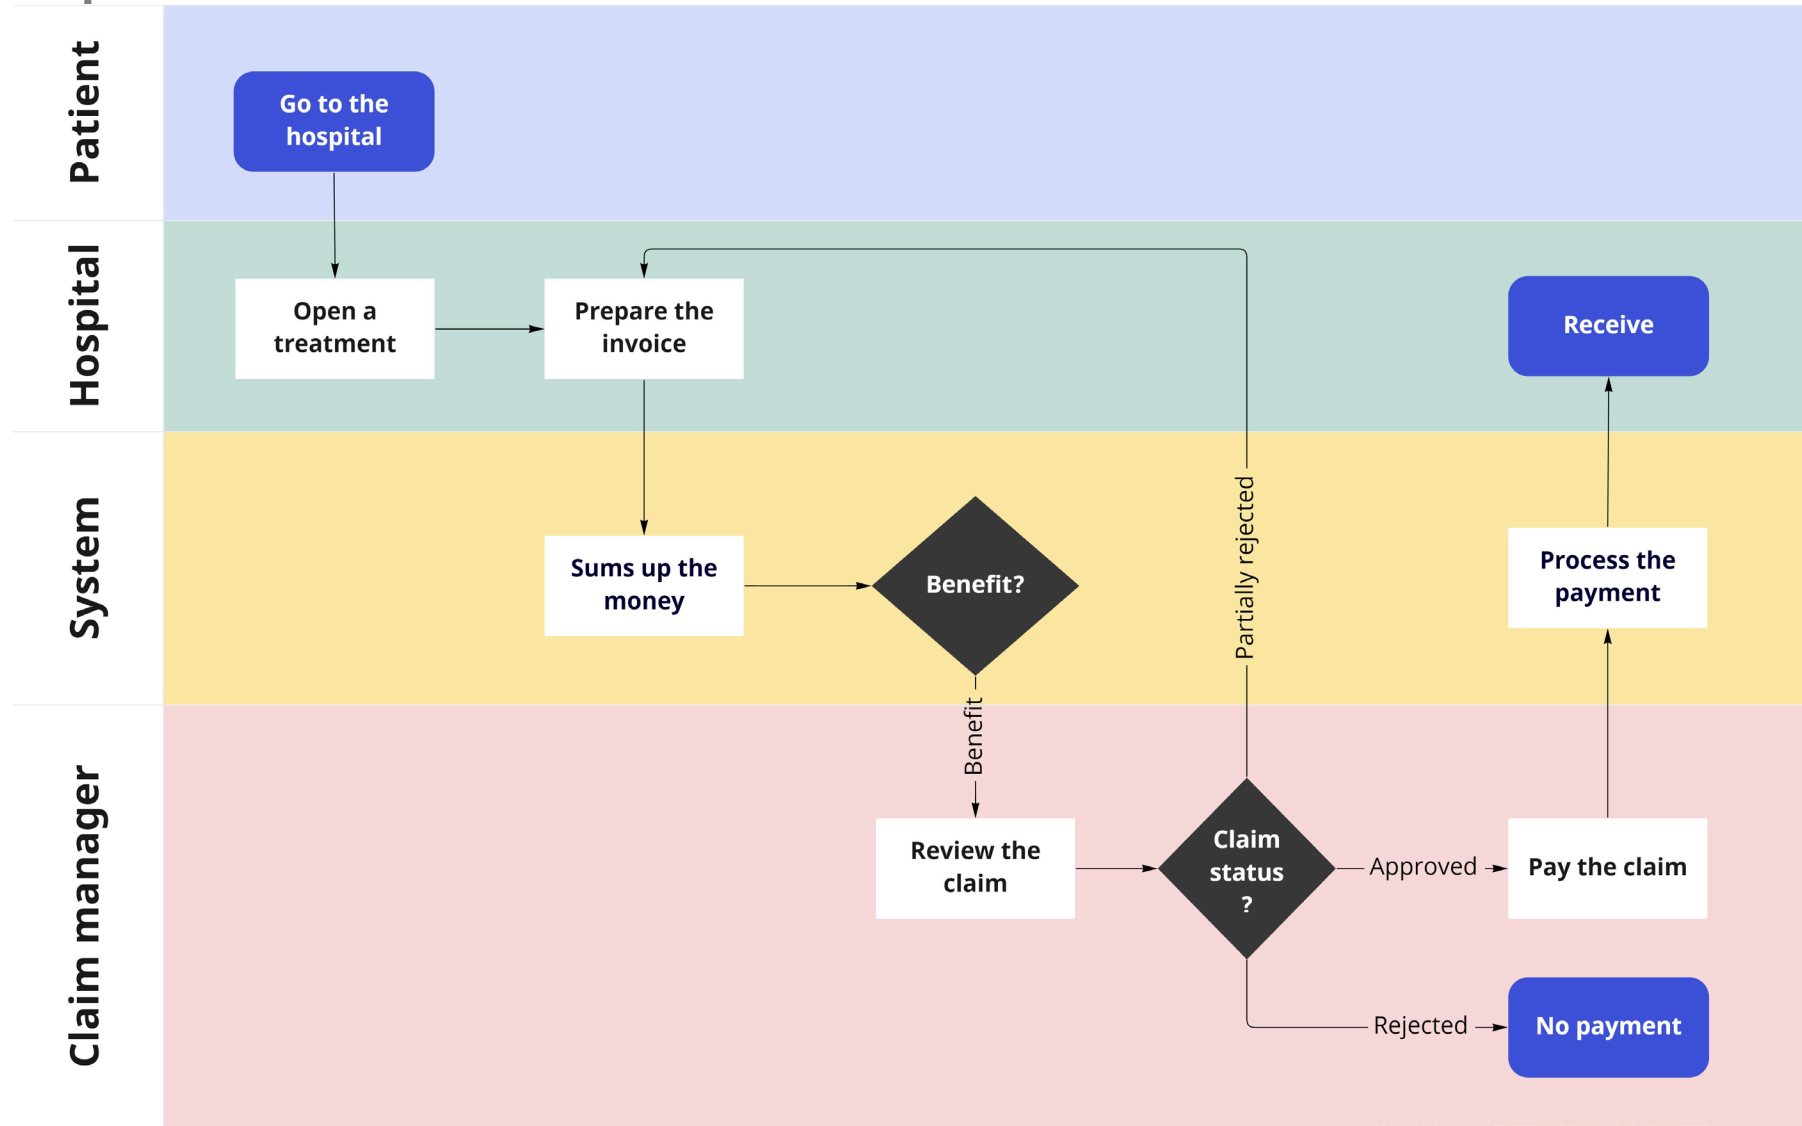 Patient
Go to the
hospital
Hospital
Open a
treatment
Prepare the
invoice
Receive
System
Sums up the
money
Benefit?
Partially rejected
Process the
payment
Benefit
Claim manager
Review the
claim
Claim
status
?
Approved
Pay the claim
Rejected
No payment